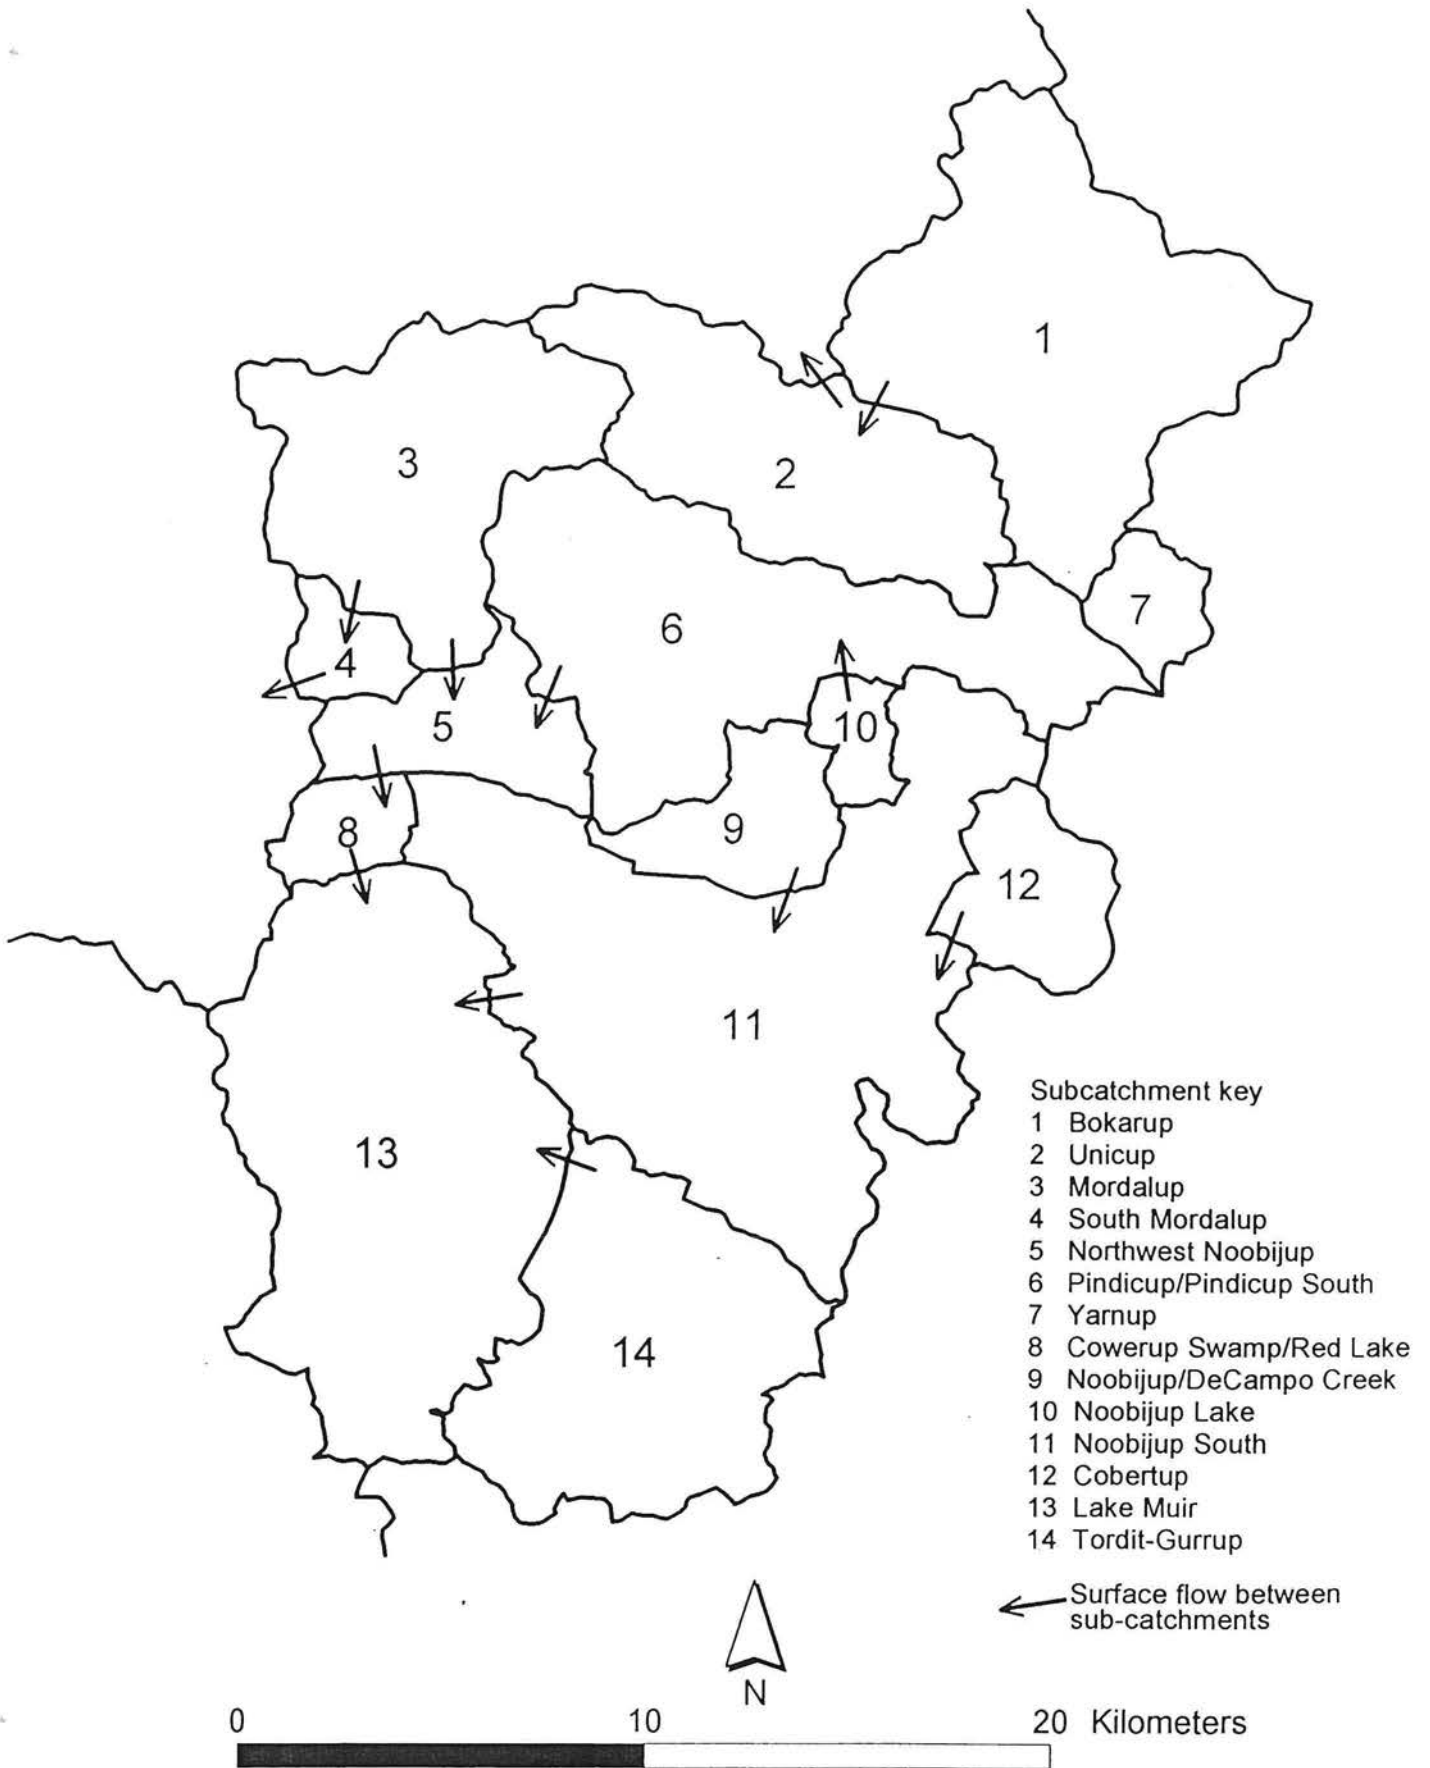 1
3
2
6
7
4
5
10
8
9
12
11
13
14
Subcatchment key
1 Bokarup
2 Unicup
3 Mordalup
4 South Mordalup
5 Northwest Noobijup
6 Pindicup/Pindicup South
7 Yarnup
8 Cowerup Swamp/Red Lake
9 Noobijup/DeCampo Creek
10 Noobijup Lake
11 Noobijup South
12 Cobertup
13 Lake Muir
14 Tordit-Gurrup
Surface flow between
sub-catchments
N
0 10 20 Kilometers